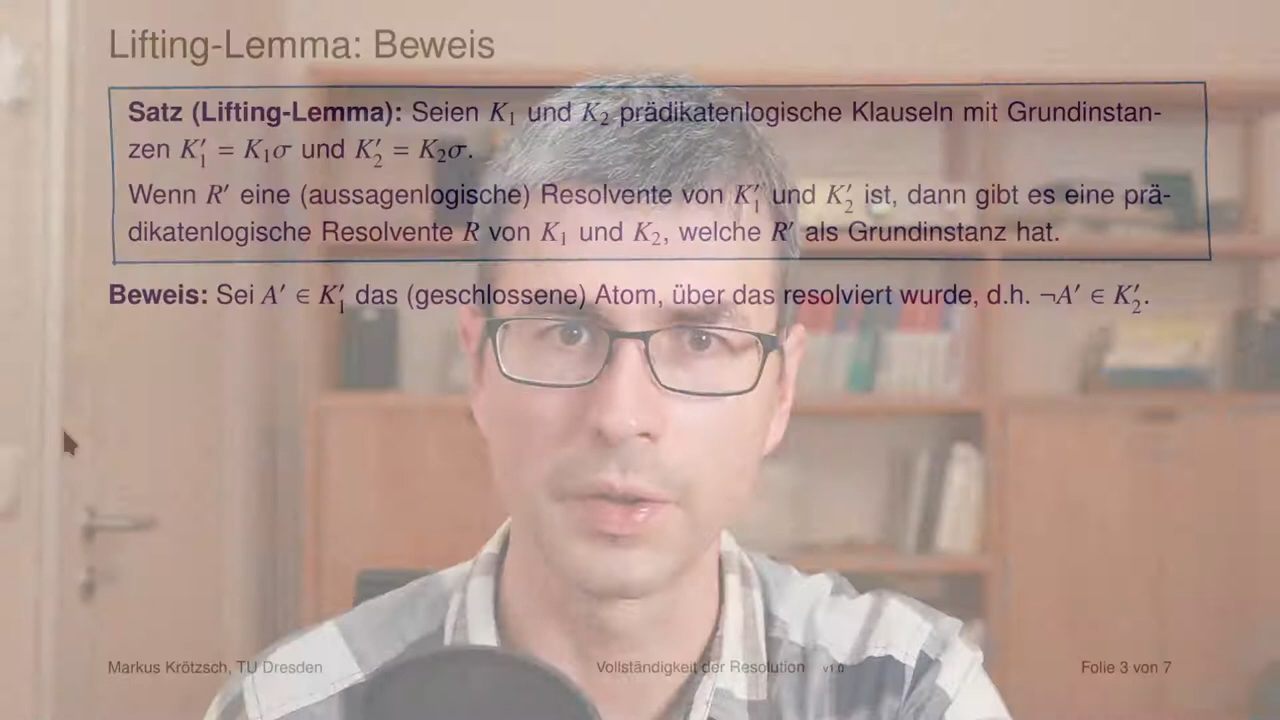 Lifting-Lemma: Beweis
Satz (Lifting-Lemma): Seien K₁ und K₂ prädikatenlogische Klauseln mit Grundinstan-
zen K′₁ = K₁σ und K′₂ = K₂σ.
Wenn R′ eine (aussagenlogische) Resolvente von K′₁ und K′₂ ist, dann gibt es eine prä-
dikatenlogische Resolvente R von K₁ und K₂, welche R′ als Grundinstanz hat.
Beweis: Sei A′ ∈ K′₁ das (geschlossene) Atom, über das resolviert wurde, d.h. ¬A′ ∈ K′₂.
Markus Krötzsch, TU Dresden Vollständigkeit der Resolution v1.0 Folie 3 von 7